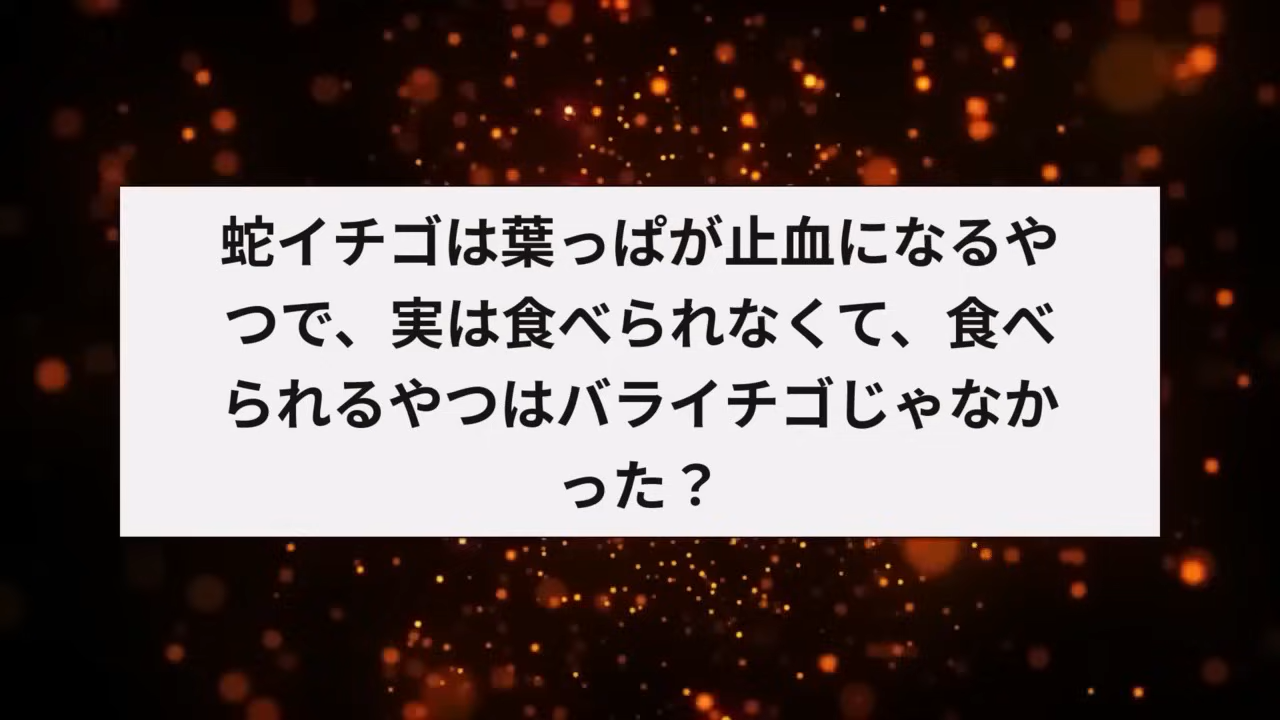 蛇イチゴは葉っぱが止血になるや
つで、実は食べられなくて、食べ
られるやつはバライチゴじゃなか
った？